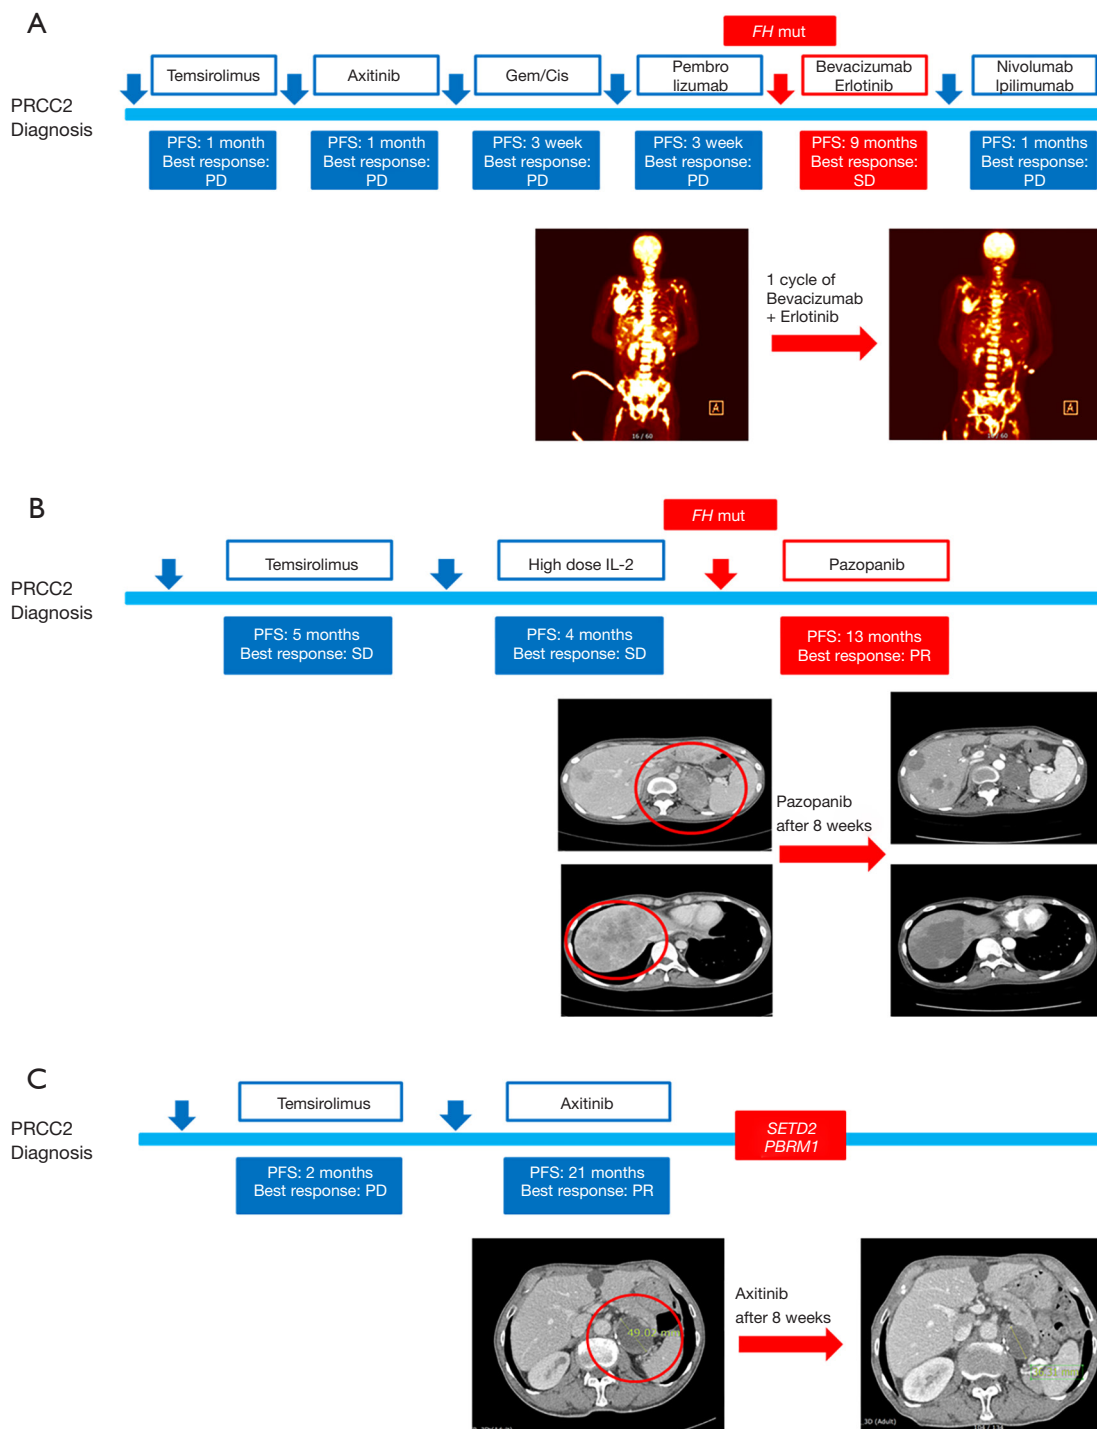 A
FH mut
Temsirolimus
Axitinib
Gem/Cis
Pembro
lizumab
Bevacizumab
Erlotinib
Nivolumab
Ipilimumab
PRCC2
Diagnosis
PFS: 1 month
Best response:
PD
PFS: 1 month
Best response:
PD
PFS: 3 week
Best response:
PD
PFS: 3 week
Best response:
PD
PFS: 9 months
Best response:
SD
PFS: 1 months
Best response:
PD
1 cycle of
Bevacizumab
+ Erlotinib
A
16 / 60
A
B
FH mut
Temsirolimus
High dose IL-2
Pazopanib
PRCC2
Diagnosis
PFS: 5 months
Best response: SD
PFS: 4 months
Best response: SD
PFS: 13 months
Best response: PR
Pazopanib
after 8 weeks
C
Temsirolimus
Axitinib
PRCC2
Diagnosis
SETD2
PBRM1
PFS: 2 months
Best response: PD
PFS: 21 months
Best response: PR
Axitinib
after 8 weeks
3D (Adult)